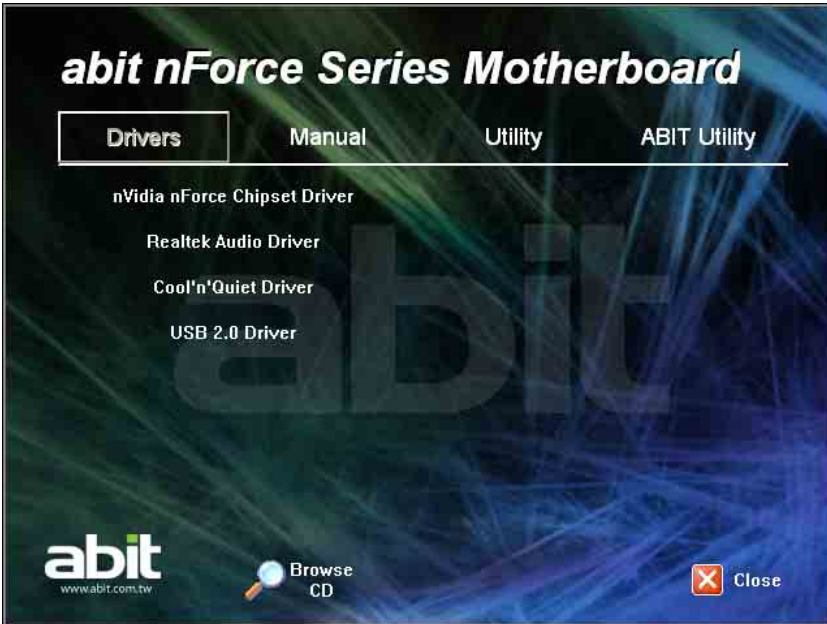 abit nForce Series Motherboard
Drivers Manual Utility ABIT Utility
nVidia nForce Chipset Driver
Realtek Audio Driver
Cool'n'Quiet Driver
USB 2.0 Driver
abit
abit
www.abit.com.tw
Browse
CD
Close